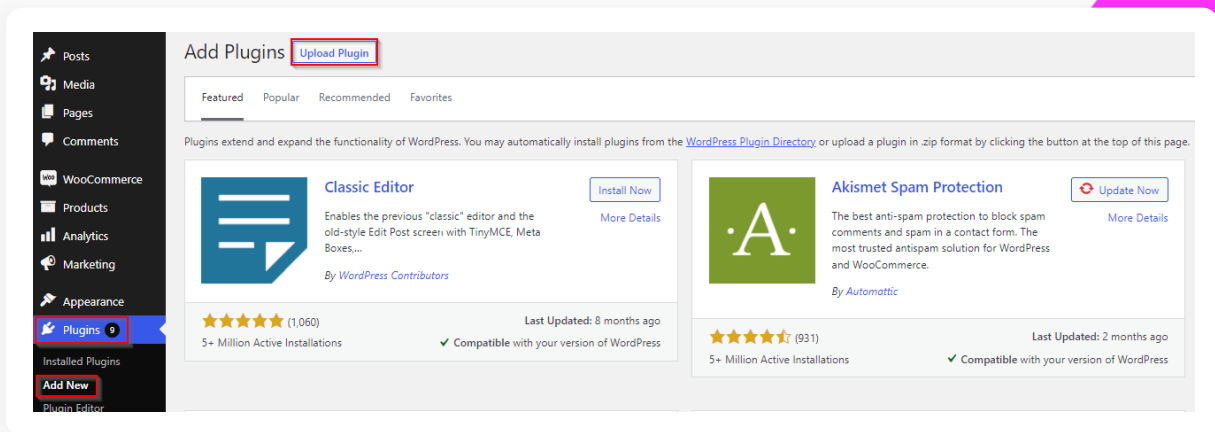 Posts
Media
Pages
Comments
WooCommerce
Products
Analytics
Marketing
Appearance
Plugins 9
Installed Plugins
Add New
Plugin Editor
Add Plugins Upload Plugin
Featured Popular Recommended Favorites
Plugins extend and expand the functionality of WordPress. You may automatically install plugins from the WordPress Plugin Directory or upload a plugin in .zip format by clicking the button at the top of this page.
Classic Editor
Install Now
More Details
Enables the previous "classic" editor and the
old-style Edit Post screen with TinyMCE, Meta
Boxes,...
By WordPress Contributors
(1,060)
Last Updated: 8 months ago
5+ Million Active Installations
Compatible with your version of WordPress
·A·
Akismet Spam Protection
Update Now
More Details
The best anti-spam protection to block spam
comments and spam in a contact form. The
most trusted antispam solution for WordPress
and WooCommerce.
By Automattic
(931)
Last Updated: 2 months ago
5+ Million Active Installations
Compatible with your version of WordPress